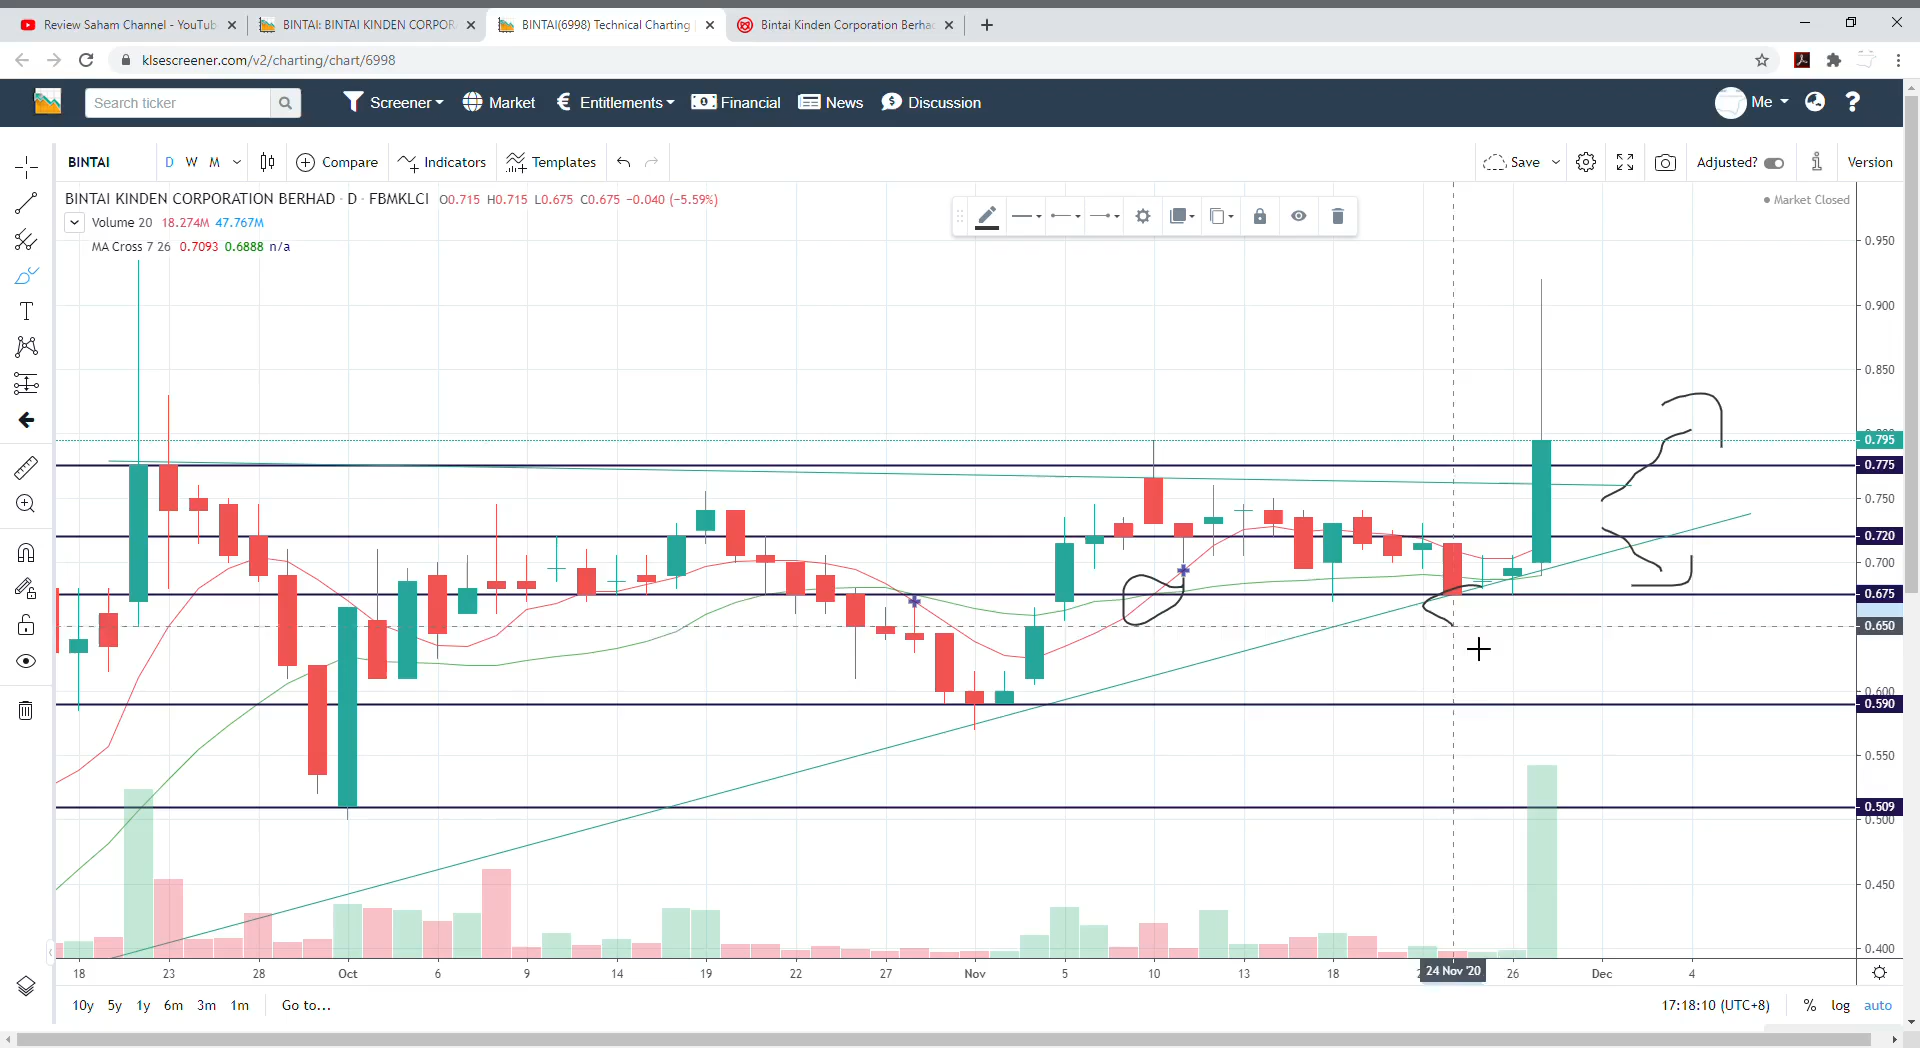 Review Saham Channel - YouTub
BINTAI: BINTAI KINDEN CORPOR
BINTAI(6998) Technical Charting
Bintai Kinden Corporation Berhad
klsescreener.com/v2/charting/chart/6998
Search ticker
Screener
Market
Entitlements
Financial
News
Discussion
Me
BINTAI
D W M
Compare
Indicators
Templates
Save
Adjusted?
Version
BINTAI KINDEN CORPORATION BERHAD · D · FBMKLCI O0.715 H0.715 L0.675 C0.675 −0.040 (−5.59%)
Market Closed
Volume 20 18.274M 47.767M
MA Cross 7 26 0.7093 0.6888 n/a
0.950
0.900
0.850
0.795
0.775
0.750
0.720
0.700
0.675
0.650
0.600
0.590
0.550
0.509
0.500
0.450
0.400
18 23 28 Oct 6 9 14 19 22 27 Nov 5 10 13 18 24 Nov '20 26 Dec 4
10y 5y 1y 6m 3m 1m Go to...
17:18:10 (UTC+8) % log auto